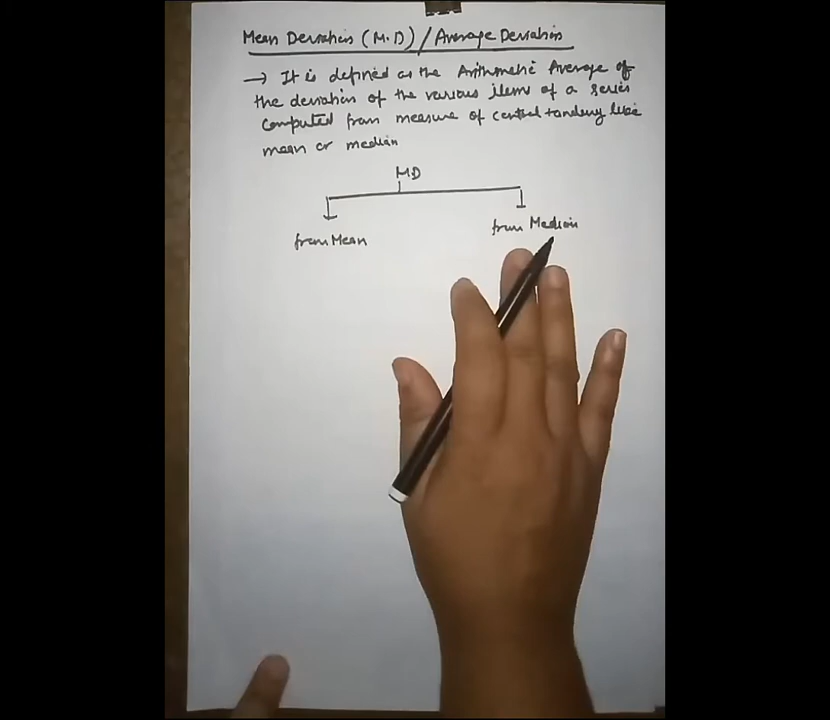 Mean Deviation (M.D) / Average Deviation
→ It is defined as the Arithmetic Average of
the deviation of the various items of a series
computed from measure of central tandeny like
mean or median
MD
from Mean
from Median